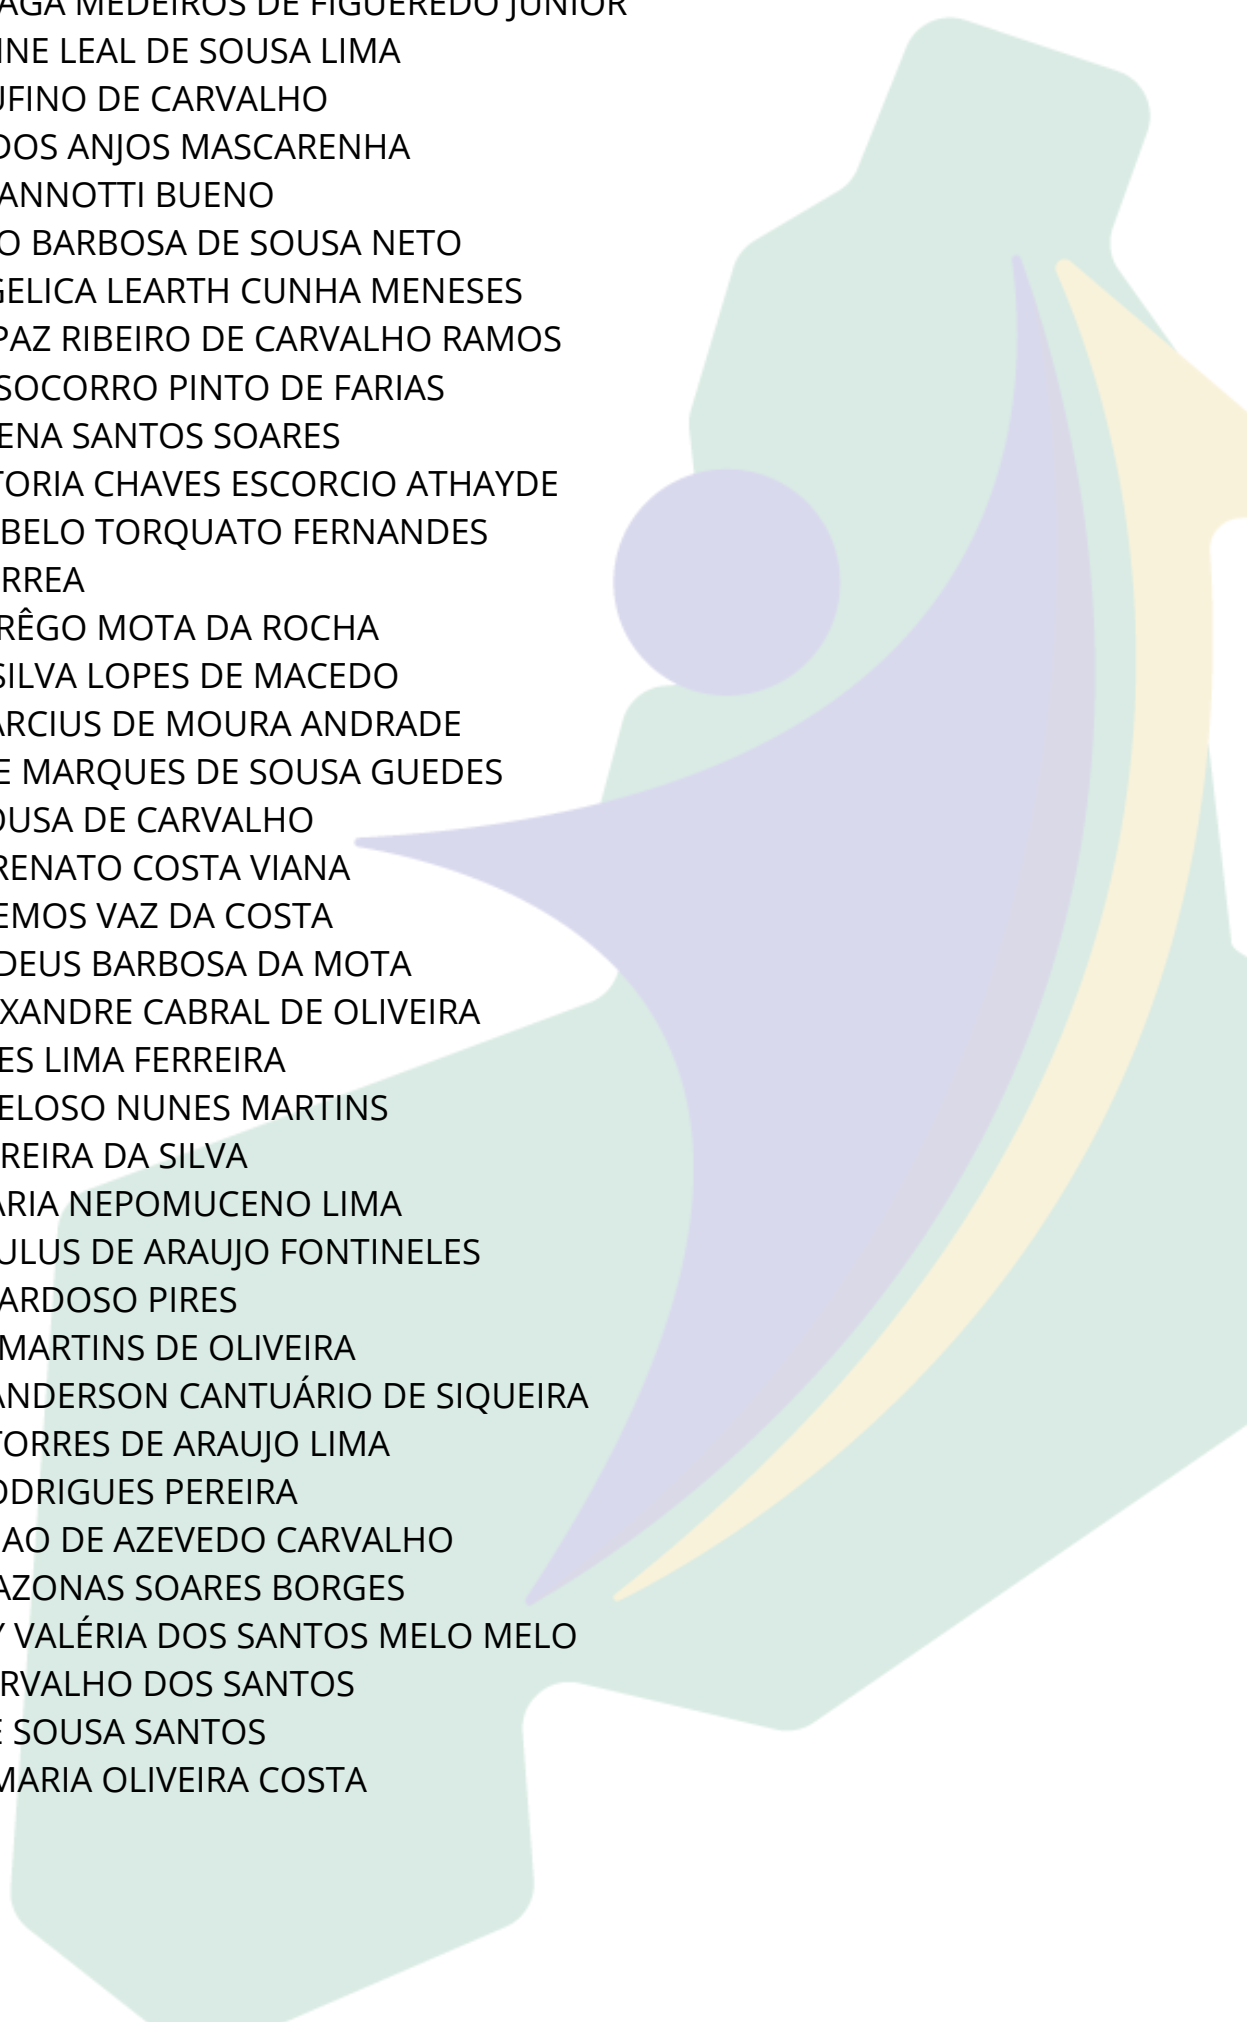 AGA MEDEIROS DE FIGUEREDO JUNIOR
INE LEAL DE SOUSA LIMA
UFINO DE CARVALHO
DOS ANJOS MASCARENHA
ANNOTTI BUENO
O BARBOSA DE SOUSA NETO
GELICA LEARTH CUNHA MENESES
PAZ RIBEIRO DE CARVALHO RAMOS
SOCORRO PINTO DE FARIAS
ENA SANTOS SOARES
TORIA CHAVES ESCORCIO ATHAYDE
BELO TORQUATO FERNANDES
RREA
RÊGO MOTA DA ROCHA
SILVA LOPES DE MACEDO
ARCIUS DE MOURA ANDRADE
E MARQUES DE SOUSA GUEDES
OUSA DE CARVALHO
RENATO COSTA VIANA
EMOS VAZ DA COSTA
DEUS BARBOSA DA MOTA
XANDRE CABRAL DE OLIVEIRA
ES LIMA FERREIRA
ELOSO NUNES MARTINS
REIRA DA SILVA
ARIA NEPOMUCENO LIMA
ULUS DE ARAUJO FONTINELES
ARDOSO PIRES
MARTINS DE OLIVEIRA
ANDERSON CANTUÁRIO DE SIQUEIRA
TORRES DE ARAUJO LIMA
ODRIGUES PEREIRA
AO DE AZEVEDO CARVALHO
AZONAS SOARES BORGES
Y VALÉRIA DOS SANTOS MELO MELO
RVALHO DOS SANTOS
E SOUSA SANTOS
MARIA OLIVEIRA COSTA